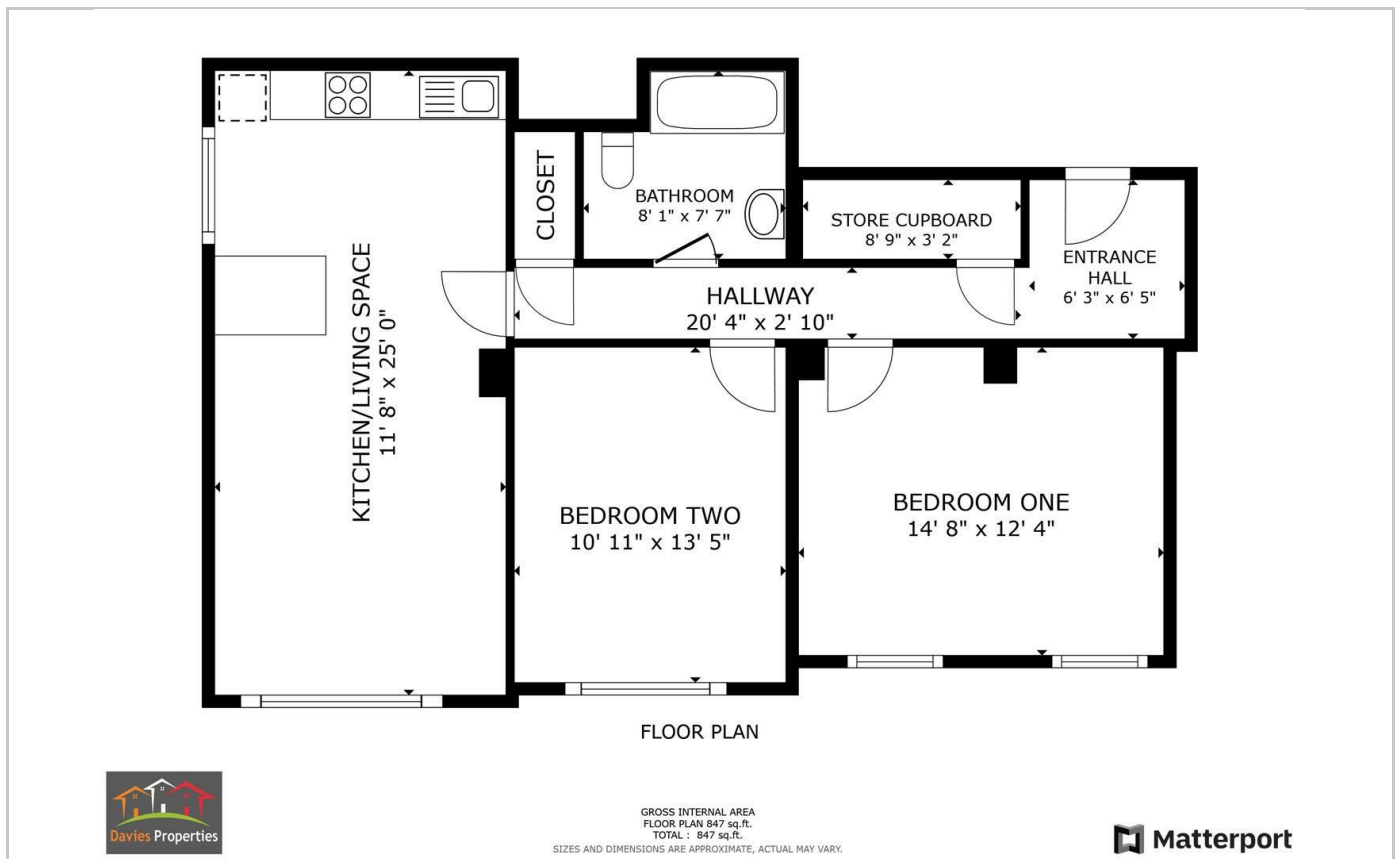 CLOSET
BATHROOM
8' 1" x 7' 7"
STORE CUPBOARD
8' 9" x 3' 2"
ENTRANCE
HALL
6' 3" x 6' 5"
HALLWAY
20' 4" x 2' 10"
KITCHEN/LIVING SPACE
11' 8" x 25' 0"
BEDROOM TWO
10' 11" x 13' 5"
BEDROOM ONE
14' 8" x 12' 4"
FLOOR PLAN
Davies Properties
GROSS INTERNAL AREA
FLOOR PLAN 847 sq.ft.
TOTAL : 847 sq.ft.
SIZES AND DIMENSIONS ARE APPROXIMATE, ACTUAL MAY VARY.
Matterport